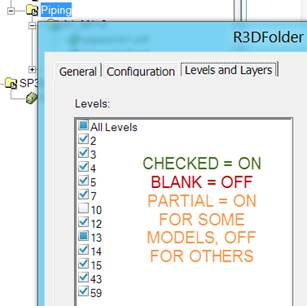 Piping
R3DFolder
SP3
General
Configuration
Levels and Layers
Levels:
All Levels
2
3
4
5
7
10
12
13
14
15
43
59
CHECKED = ON
BLANK = OFF
PARTIAL = ON
FOR SOME
MODELS, OFF
FOR OTHERS